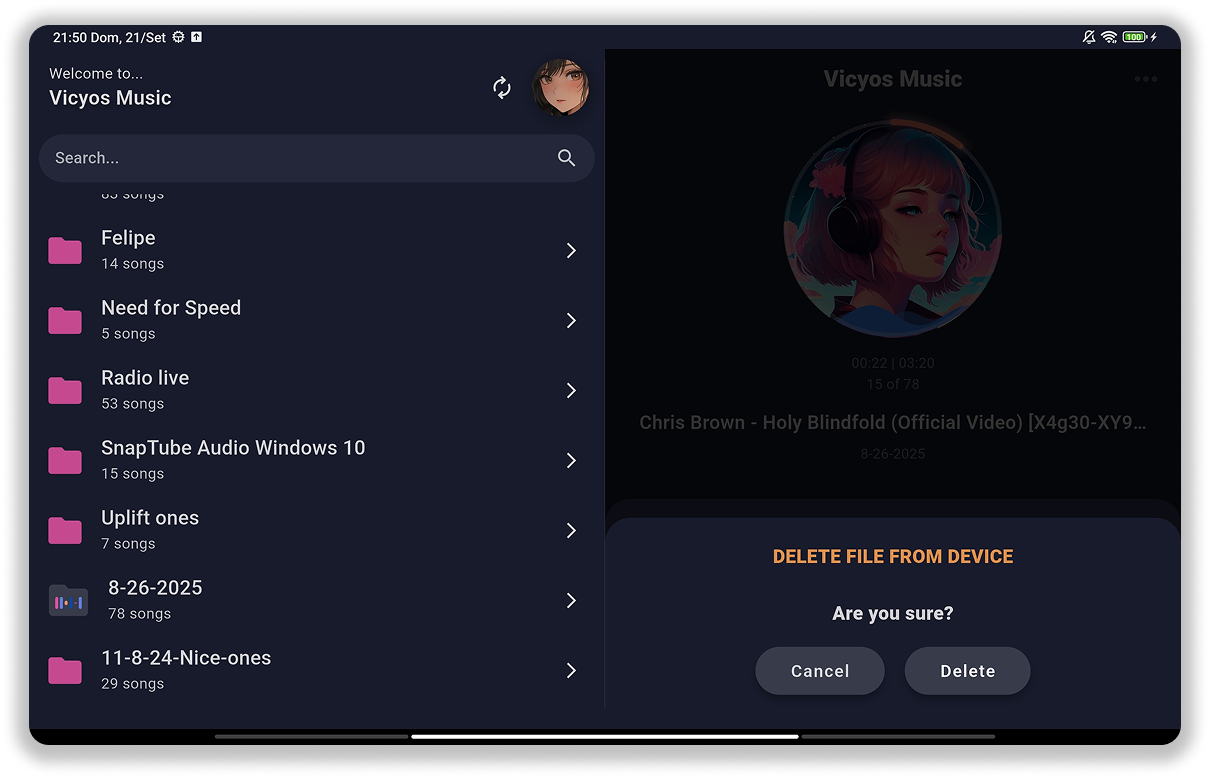 21:50 Dom, 21/Set
100
Welcome to...
Vicyos Music
Search...
83 songs
Felipe
14 songs
Need for Speed
5 songs
Radio live
53 songs
SnapTube Audio Windows 10
15 songs
Uplift ones
7 songs
8-26-2025
78 songs
11-8-24-Nice-ones
29 songs
Vicyos Music
00:22 | 03:20
15 of 78
Chris Brown - Holy Blindfold (Official Video) [X4g30-XY9...
8-26-2025
DELETE FILE FROM DEVICE
Are you sure?
Cancel
Delete